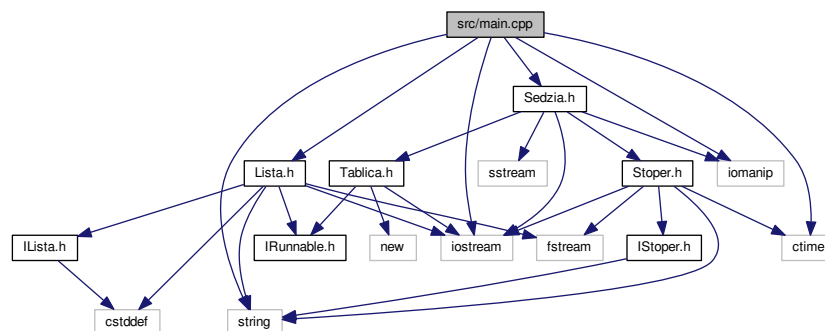 src/main.cpp
Sedzia.h
Lista.h
Tablica.h
sstream
Stoper.h
iomanip
ILista.h
IRunnable.h
new
iostream
fstream
IStoper.h
ctime
cstddef
string